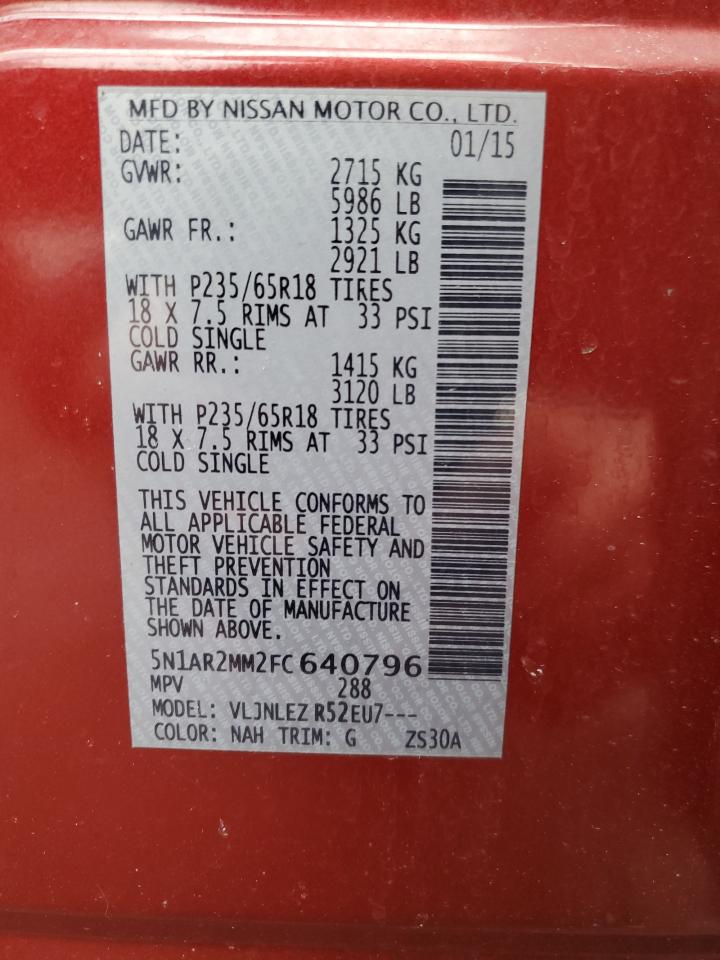 MFD BY NISSAN MOTOR CO., LTD.
DATE: 01/15
GVWR: 2715 KG
5986 LB
GAWR FR.: 1325 KG
2921 LB
WITH P235/65R18 TIRES
18 X 7.5 RIMS AT 33 PSI
COLD SINGLE
GAWR RR.: 1415 KG
3120 LB
WITH P235/65R18 TIRES
18 X 7.5 RIMS AT 33 PSI
COLD SINGLE
THIS VEHICLE CONFORMS TO
ALL APPLICABLE FEDERAL
MOTOR VEHICLE SAFETY AND
THEFT PREVENTION
STANDARDS IN EFFECT ON
THE DATE OF MANUFACTURE
SHOWN ABOVE.
5N1AR2MM2FC640796
MPV 288
MODEL: VLJNLEZ R52EU7---
COLOR: NAH TRIM: G ZS30A